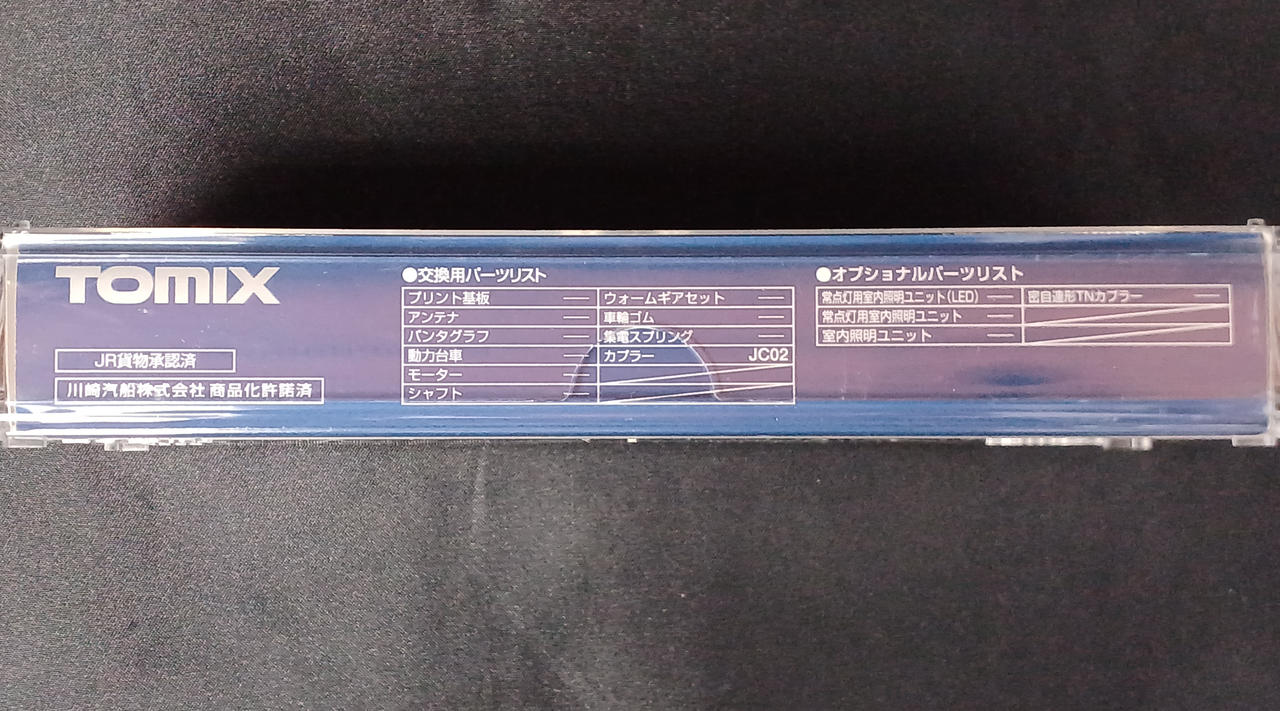 TOMIX
JR貨物承認済
川崎汽船株式会社 商品化許諾済
●交換用パーツリスト
プリント基板 — ウォームギアセット —
アンテナ — 車輪ゴム —
パンタグラフ — 集電スプリング —
動力台車 — カプラー JC02
モーター —
シャフト —
●オプショナルパーツリスト
常点灯用室内照明ユニット(LED) — 密自連形TNカプラー —
常点灯用室内照明ユニット —
室内照明ユニット —